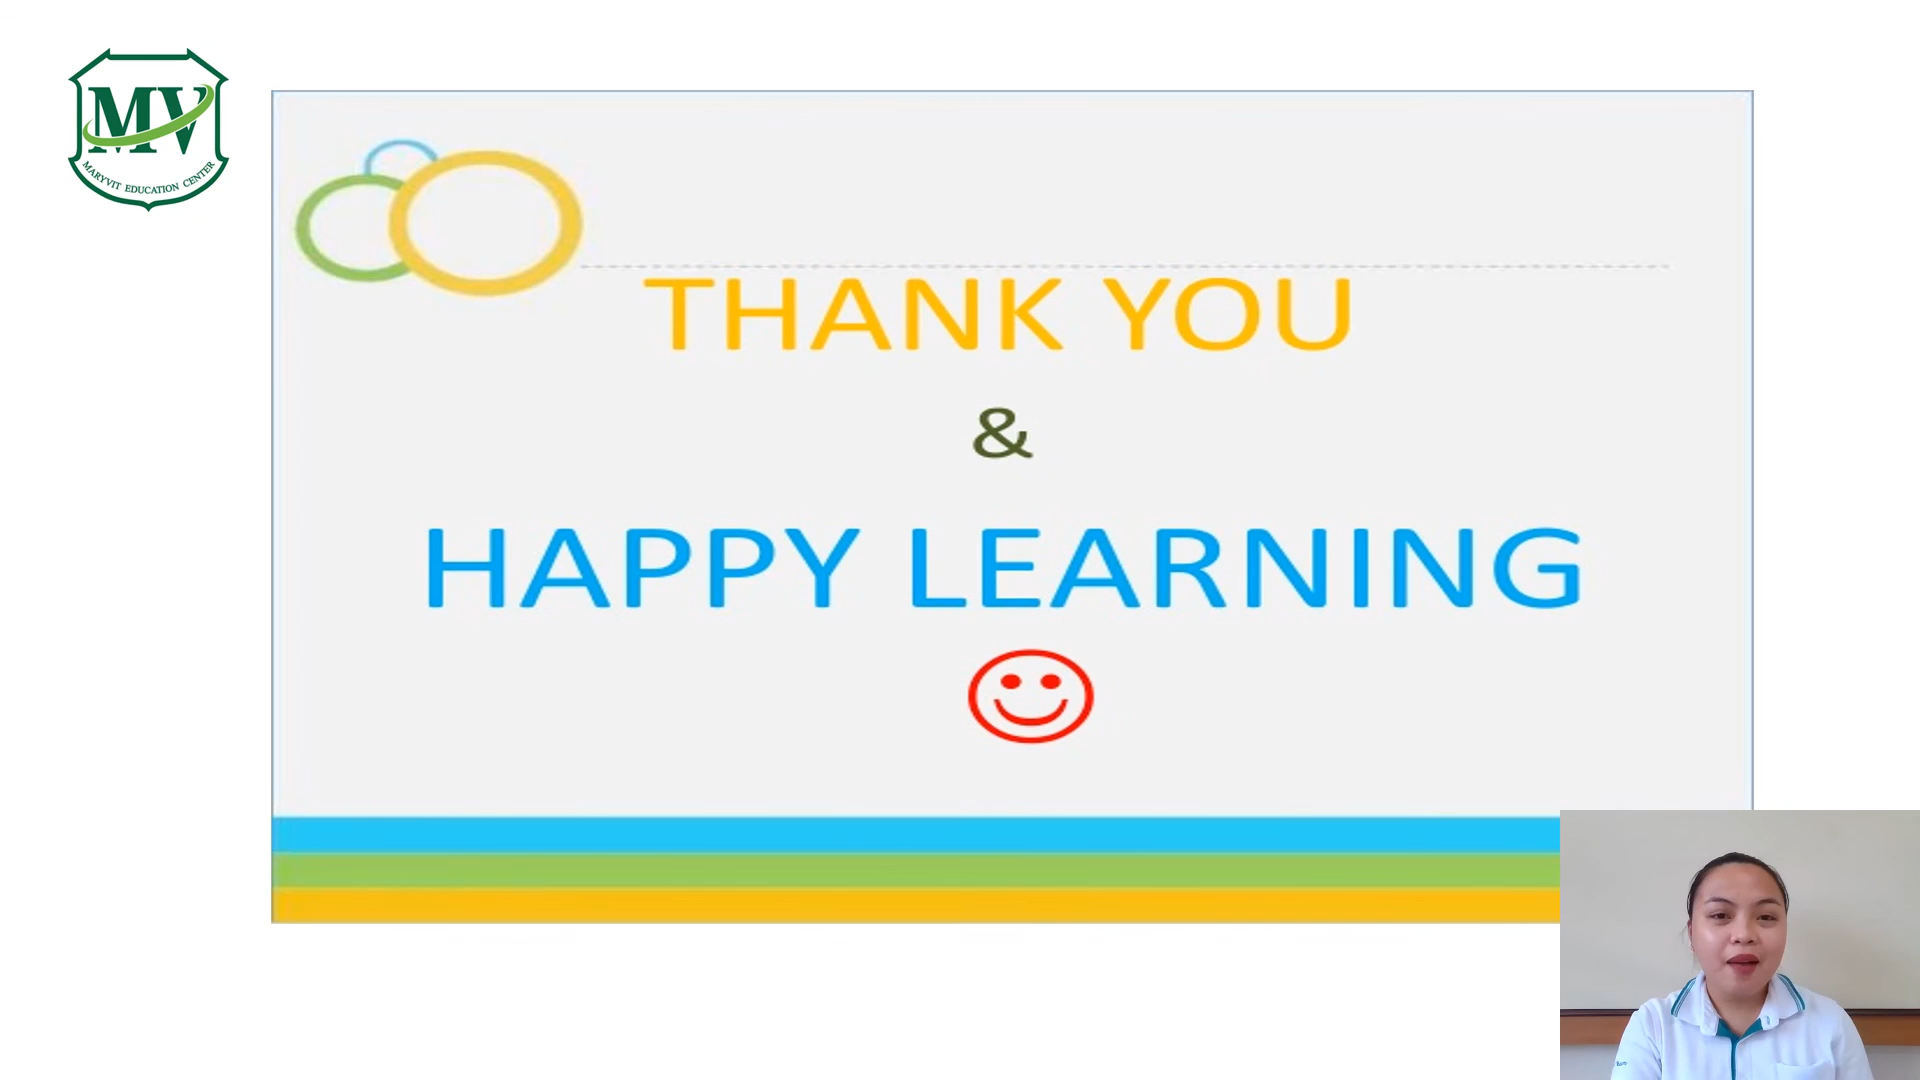 MV
MARYVIT EDUCATION CENTER
THANK YOU
&
HAPPY LEARNING